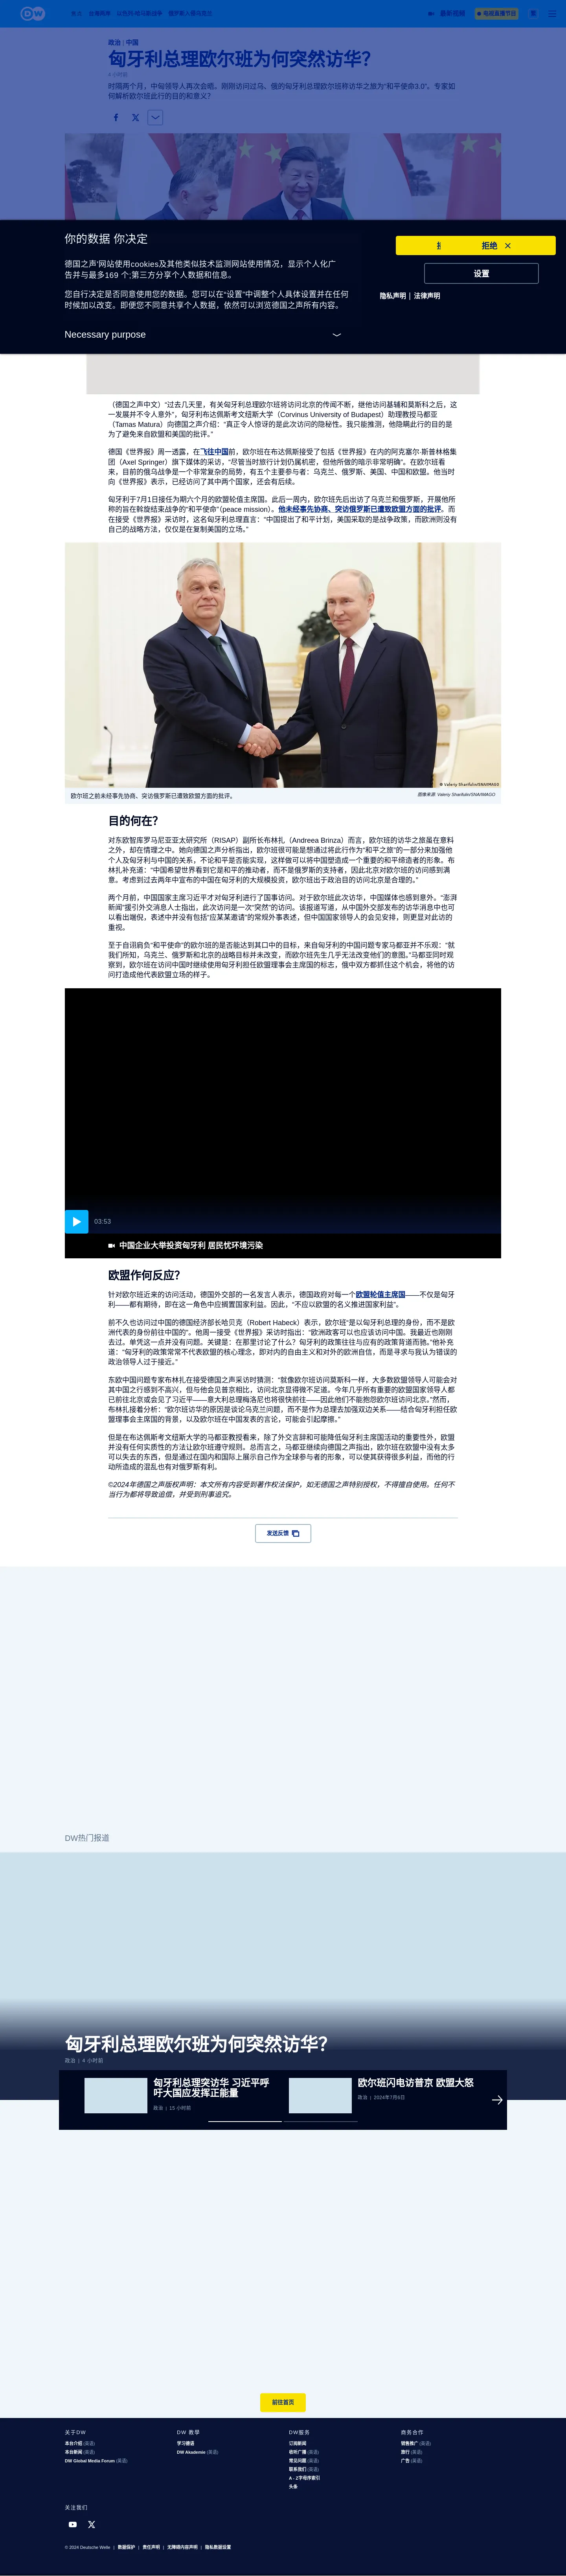 DW
最新视频
电视直播节目
繁
政治 | 中国
匈牙利总理欧尔班为何突然访华？
4 小时前
时隔两个月，中匈领导人再次会晤。刚刚访问过乌、俄的匈牙利总理欧尔班称访华之旅为“和平使命3.0”。专家如
何解析欧尔班此行的目的和意义？
你的数据 你决定
德国之声‘网站使用cookies及其他类似技术监测网站使用情况，显示个人化广
告并与最多169 个;第三方分享个人数据和信息。
您自行决定是否同意使用您的数据。您可以在“设置”中调整个人具体设置并在任何
时候加以改变。即便您不同意共享个人数据，依然可以浏览德国之声所有内容。
Necessary purpose
拒绝
设置
隐私声明 | 法律声明
（德国之声中文）“过去几天里，有关匈牙利总理欧尔班将访问北京的传闻不断，继他访问基辅和莫斯科之后，这
一发展并不令人意外”，匈牙利布达佩斯考文纽斯大学（Corvinus University of Budapest）助理教授马都亚
（Tamas Matura）向德国之声介绍：“真正令人惊讶的是此次访问的隐秘性。我只能推测，他隐瞒此行的目的是
为了避免来自欧盟和美国的批评。”
德国《世界报》周一透露，在飞往中国前，欧尔班在布达佩斯接受了包括《世界报》在内的阿克塞尔·斯普林格集
团（Axel Springer）旗下媒体的采访，“尽管当时旅行计划仍属机密，但他所做的暗示非常明确”。在欧尔班看
来，目前的俄乌战争是一个非常复杂的局势，有五个主要参与者：乌克兰、俄罗斯、美国、中国和欧盟。他当时
向《世界报》表示，已经访问了其中两个国家，还会有后续。
匈牙利于7月1日接任为期六个月的欧盟轮值主席国。此后一周内，欧尔班先后出访了乌克兰和俄罗斯，开展他所
称的旨在斡旋结束战争的“和平使命”（peace mission）。他未经事先协商、突访俄罗斯已遭致欧盟方面的批评。而
在接受《世界报》采访时，这名匈牙利总理直言：“中国提出了和平计划，美国采取的是战争政策，而欧洲则没有
自己的战略方法，仅仅是在复制美国的立场。”
© Valeriy Sharifulin/SNA/IMAGO
欧尔班之前未经事先协商、突访俄罗斯已遭致欧盟方面的批评。
图像来源: Valeriy Sharifulin/SNA/IMAGO
目的何在？
对东欧智库罗马尼亚亚太研究所（RISAP）副所长布林扎（Andreea Brinza）而言，欧尔班的访华之旅虽在意料
之外，却在情理之中。她向德国之声分析指出，欧尔班很可能是想通过将此行作为“和平之旅”的一部分来加强他
个人及匈牙利与中国的关系，不论和平是否能实现，这样做可以将中国塑造成一个重要的和平缔造者的形象。布
林扎补充道：“中国希望世界看到它是和平的推动者，而不是俄罗斯的支持者，因此北京对欧尔班的访问感到满
意。考虑到过去两年中宣布的中国在匈牙利的大规模投资，欧尔班出于政治目的访问北京是合理的。”
两个月前，中国国家主席习近平才对匈牙利进行了国事访问。对于欧尔班此次访华，中国媒体也感到意外。“澎湃
新闻”援引外交消息人士指出，此次访问是一次“突然”的访问。该报道写道，从中国外交部发布的访华消息中也可
以看出端倪，表述中并没有包括“应某某邀请”的常规外事表述，但中国国家领导人的会见安排，则更显对此访的
重视。
至于自诩肩负“和平使命”的欧尔班的是否能达到其口中的目标，来自匈牙利的中国问题专家马都亚并不乐观：“就
我们所知，乌克兰、俄罗斯和北京的战略目标并未改变，而欧尔班先生几乎无法改变他们的意图。”马都亚同时观
察到，欧尔班在访问中国时继续使用匈牙利担任欧盟理事会主席国的标志，俄中双方都抓住这个机会，将他的访
问打造成他代表欧盟立场的样子。
03:53
中国企业大举投资匈牙利 居民忧环境污染
欧盟作何反应？
针对欧尔班近来的访问活动，德国外交部的一名发言人表示，德国政府对每一个欧盟轮值主席国——不仅是匈牙
利——都有期待，即在这一角色中应搁置国家利益。因此，“不应以欧盟的名义推进国家利益”。
前不久也访问过中国的德国经济部长哈贝克（Robert Habeck）表示，欧尔班“是以匈牙利总理的身份，而不是欧
洲代表的身份前往中国的”。他周一接受《世界报》采访时指出：“欧洲政客可以也应该访问中国。我最近也刚刚
去过。单凭这一点并没有问题。关键是：在那里讨论了什么？匈牙利的政策往往与应有的政策背道而驰。”他补充
道：“匈牙利的政策常常不代表欧盟的核心理念，即对内的自由主义和对外的欧洲自信，而是寻求与我认为错误的
政治领导人过于接近。”
东欧中国问题专家布林扎在接受德国之声采访时猜测：“就像欧尔班访问莫斯科一样，大多数欧盟领导人可能会对
其中国之行感到不高兴，但与他会见普京相比，访问北京显得微不足道。今年几乎所有重要的欧盟国家领导人都
已前往北京或会见了习近平——意大利总理梅洛尼也将很快前往——因此他们不能抱怨欧尔班访问北京。”然而，
布林扎接着分析：“欧尔班访华的原因是谈论乌克兰问题，而不是作为总理去加强双边关系——结合匈牙利担任欧
盟理事会主席国的背景，以及欧尔班在中国发表的言论，可能会引起摩擦。”
但是在布达佩斯考文纽斯大学的马都亚教授看来，除了外交言辞和可能降低匈牙利主席国活动的重要性外，欧盟
并没有任何实质性的方法让欧尔班遵守规则。总而言之，马都亚继续向德国之声指出，欧尔班在欧盟中没有太多
可以失去的东西，但是通过在国内和国际上展示自己作为全球参与者的形象，可以使其获得很多利益，而他的行
动所造成的混乱也有对俄罗斯有利。
©2024年德国之声版权声明：本文所有内容受到著作权法保护，如无德国之声特别授权，不得擅自使用。任何不
当行为都将导致追偿，并受到刑事追究。
发送反馈
DW热门报道
匈牙利总理欧尔班为何突然访华？
政治 | 4 小时前
匈牙利总理突访华 习近平呼
吁大国应发挥正能量
政治 | 15 小时前
欧尔班闪电访普京 欧盟大怒
政治 | 2024年7月6日
前往首页
关于DW
本台介绍 (英语)
本台新闻 (英语)
DW Global Media Forum (英语)
DW 教学
学习德语
DW Akademie (英语)
DW服务
订阅新闻
收听广播 (英语)
常见问题 (英语)
联系我们 (英语)
A - Z字母序索引
头条
商务合作
销售推广 (英语)
旅行 (英语)
广告 (英语)
关注我们
© 2024 Deutsche Welle | 数据保护 | 责任声明 | 无障碍内容声明 | 隐私数据设置